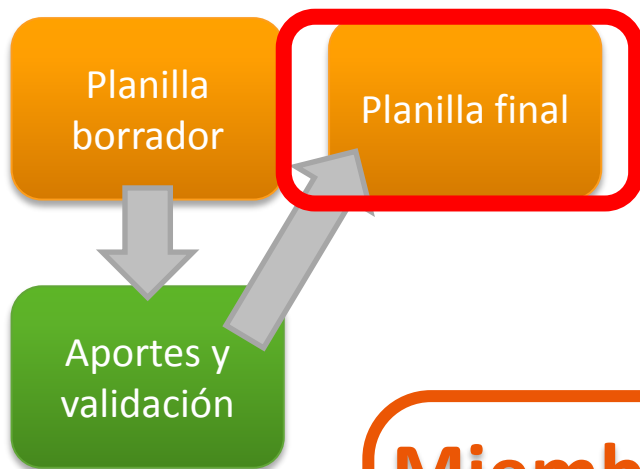 Planilla
borrador
Planilla final
Aportes y
validación